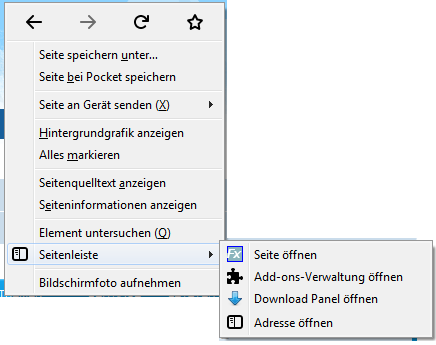 Seite speichern unter...
Seite bei Pocket speichern
Seite an Gerät senden (X)
Hintergrundgrafik anzeigen
Alles markieren
Seitenquelltext anzeigen
Seiteninformationen anzeigen
Element untersuchen (Q)
Seitenleiste
Bildschirmfoto aufnehmen
Seite öffnen
Add-ons-Verwaltung öffnen
Download Panel öffnen
Adresse öffnen